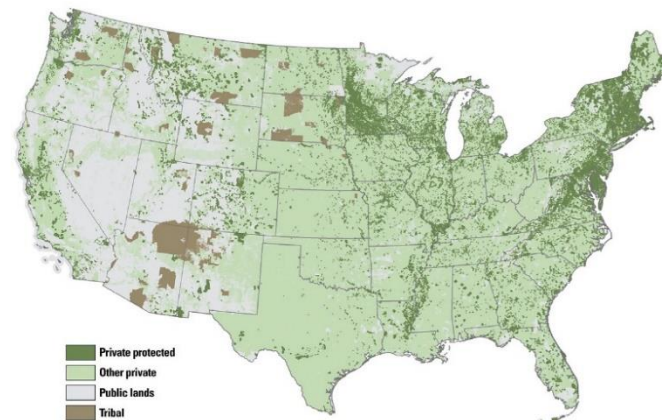 Private protected
Other private
Public lands
Tribal